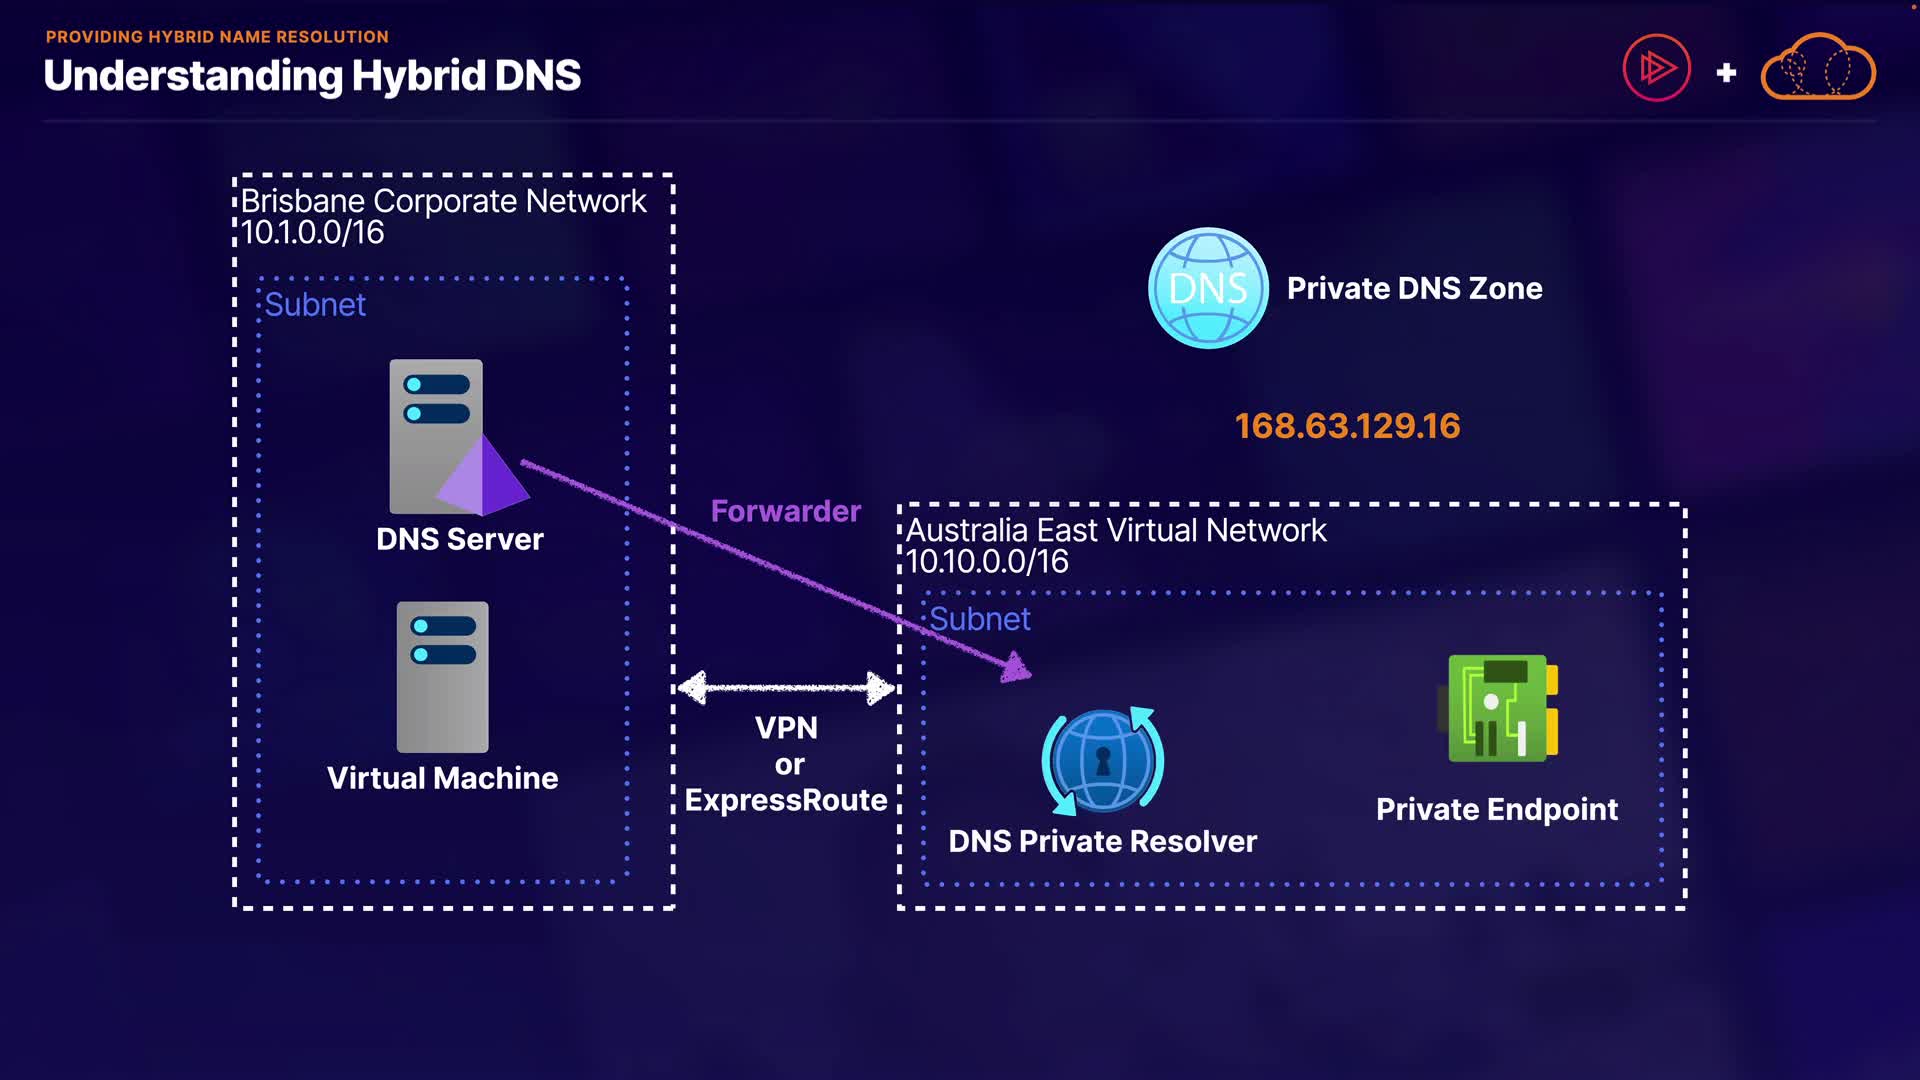 PROVIDING HYBRID NAME RESOLUTION
Understanding Hybrid DNS
Brisbane Corporate Network
10.1.0.0/16
Subnet
DNS Server
Virtual Machine
Forwarder
VPN
or
ExpressRoute
DNS
Private DNS Zone
168.63.129.16
Australia East Virtual Network
10.10.0.0/16
Subnet
DNS Private Resolver
Private Endpoint